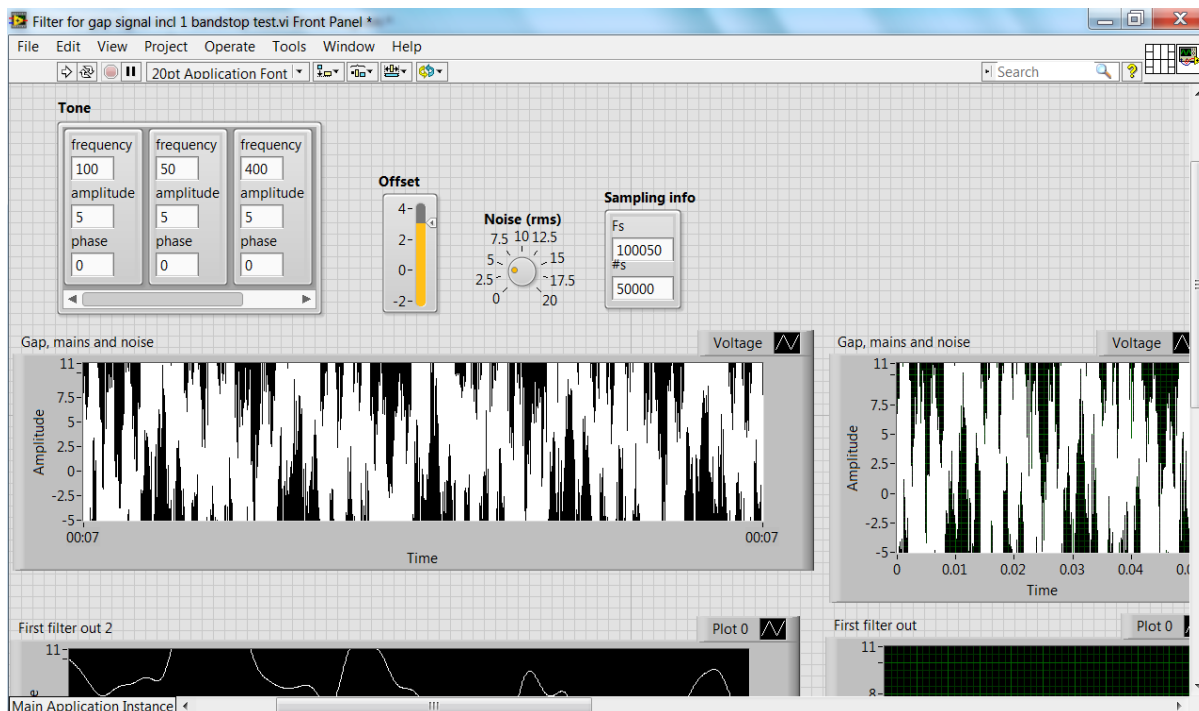 Filter for gap signal incl 1 bandstop test.vi Front Panel *
File Edit View Project Operate Tools Window Help
20pt Application Font
Search
Tone
frequency frequency frequency
100 50 400
amplitude amplitude amplitude
5 5 5
phase phase phase
0 0 0
Offset
4
2
0
-2
Noise (rms)
7.5 10 12.5
5 15
2.5 17.5
0 20
Sampling info
Fs
100050
#s
50000
Gap, mains and noise
Voltage
11
7.5
5
2.5
0
-2.5
-5
Amplitude
00:07 00:07
Time
Gap, mains and noise
Voltage
11
7.5
5
2.5
0
-2.5
-5
Amplitude
0 0.01 0.02 0.03 0.04
Time
First filter out 2
Plot 0
11
First filter out
Plot 0
11
8
Main Application Instance